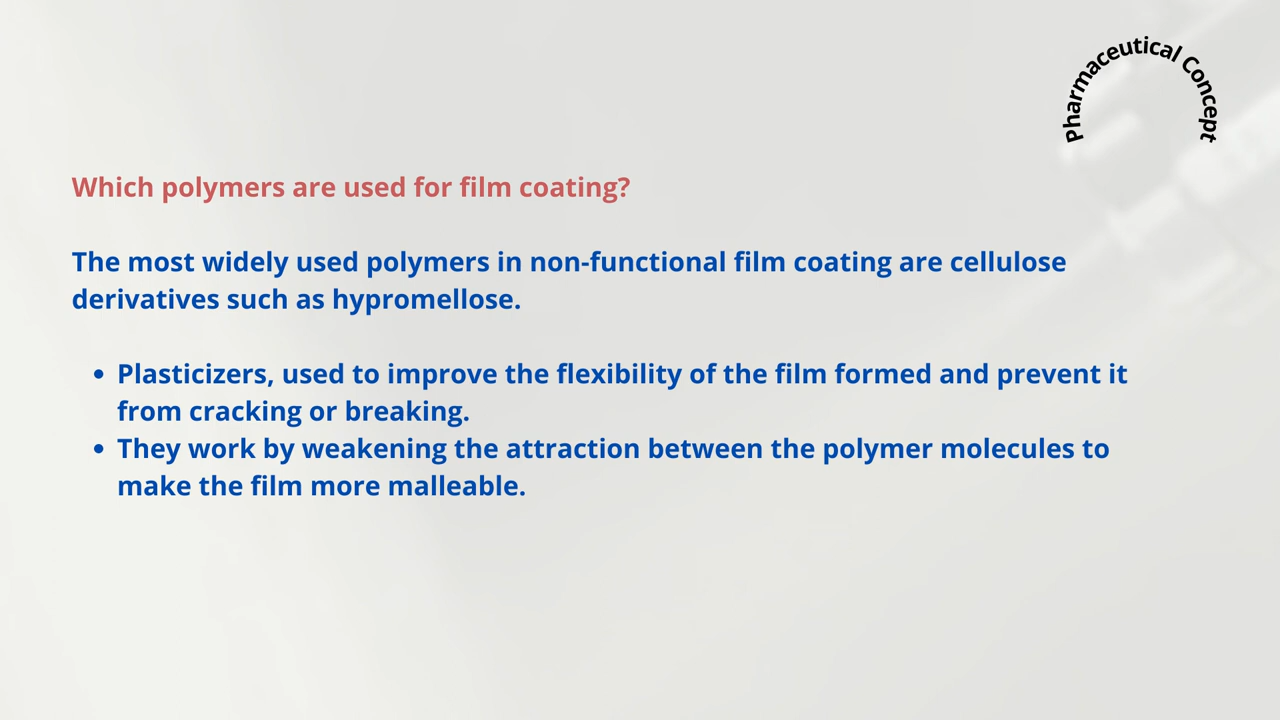 Pharmaceutical Concept
Which polymers are used for film coating?
The most widely used polymers in non-functional film coating are cellulose
derivatives such as hypromellose.
• Plasticizers, used to improve the flexibility of the film formed and prevent it
from cracking or breaking.
• They work by weakening the attraction between the polymer molecules to
make the film more malleable.